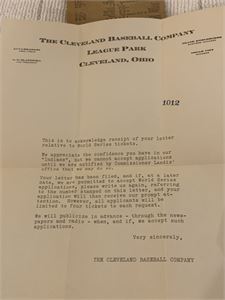 THE CLEVELAND BASEBALL COMPANY
LEAGUE PARK
CLEVELAND, OHIO
1012
This is to acknowledge receipt of your letter
relative to World Series tickets.
We appreciate the confidence you have in our
"Indians", but we cannot accept applications
until we are notified by Commissioner Landis'
office that we may do so.
Your letter has been filed, and if, at a later
date, we are permitted to accept World Series
applications, please write us again, referring
to the number stamped on this letter, and your
application will then receive our prompt at-
tention. However, all applicants will be
limited to four tickets to each request.
We will publicize in advance - through the news-
papers and radio - when, and if, we accept such
applications.
Very sincerely,
THE CLEVELAND BASEBALL COMPANY